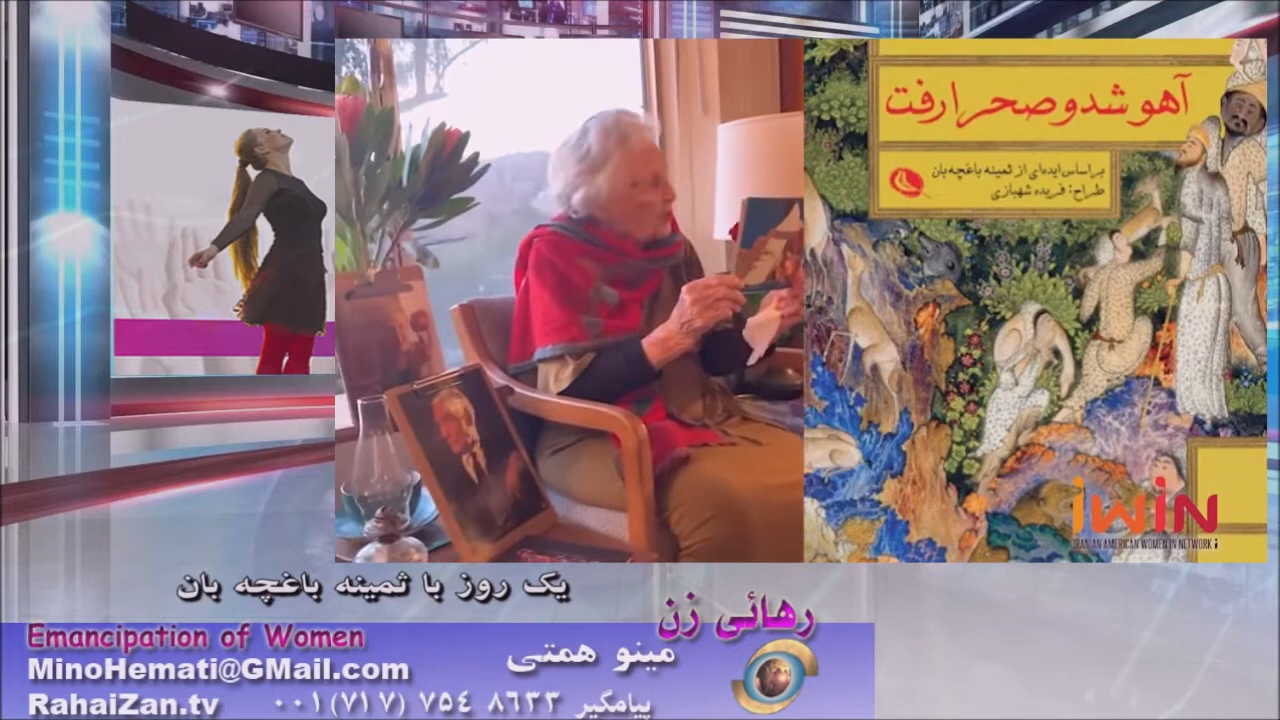 آهو شد و صحرا رفت
بر اساس ایده‌ای از ثمینه باغچه‌بان
طراح: فریده شهبازی
iWiN
IRANIAN AMERICAN WOMEN IN NETWORK
یک روز با ثمینه باغچه بان
رهائی زن
Emancipation of Women
مینو همتی
MinoHemati@GMail.com
RahaiZan.tv
پیامگیر ۸۶۳۳ ۷۵۴ (۷۱۷) ۰۰۱